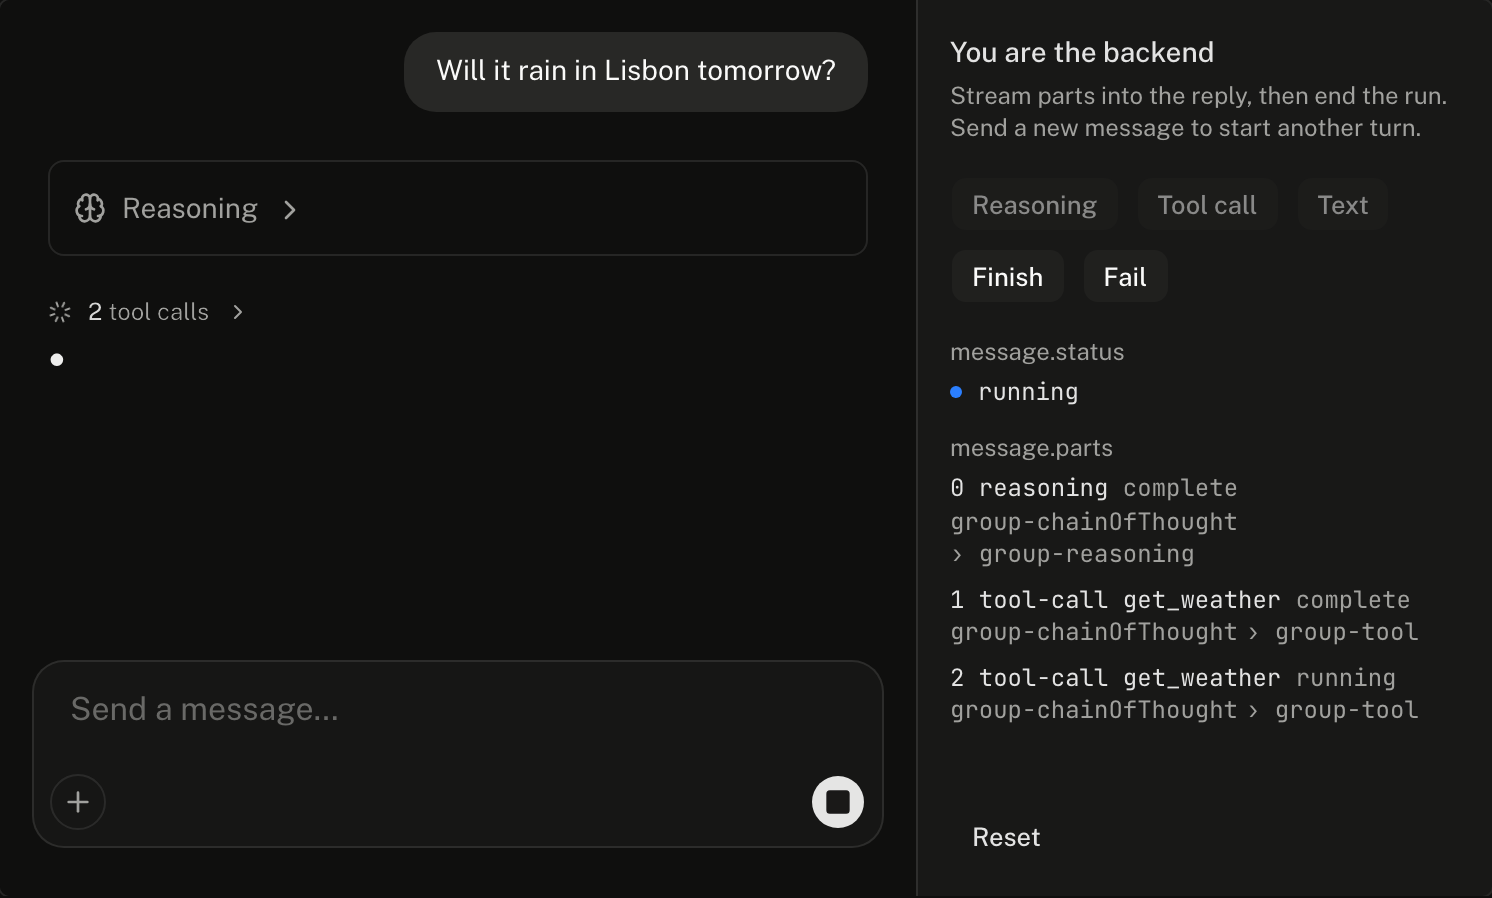 Will it rain in Lisbon tomorrow?
Reasoning
2 tool calls
Send a message...
You are the backend
Stream parts into the reply, then end the run.
Send a new message to start another turn.
Reasoning
Tool call
Text
Finish
Fail
message.status
running
message.parts
0 reasoning complete
group-chainOfThought
› group-reasoning
1 tool-call get_weather complete
group-chainOfThought › group-tool
2 tool-call get_weather running
group-chainOfThought › group-tool
Reset